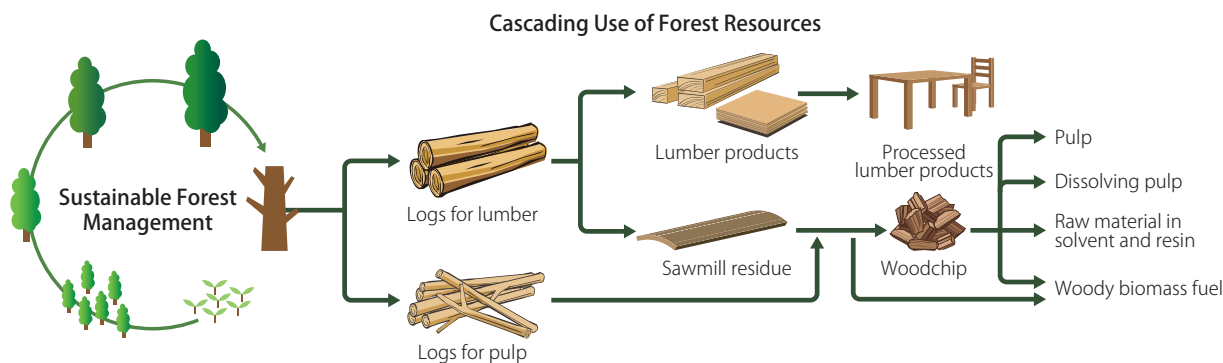 Cascading Use of Forest Resources
Sustainable Forest
Management
Logs for lumber
Logs for pulp
Lumber products
Processed
lumber products
Sawmill residue
Woodchip
Pulp
Dissolving pulp
Raw material in
solvent and resin
Woody biomass fuel